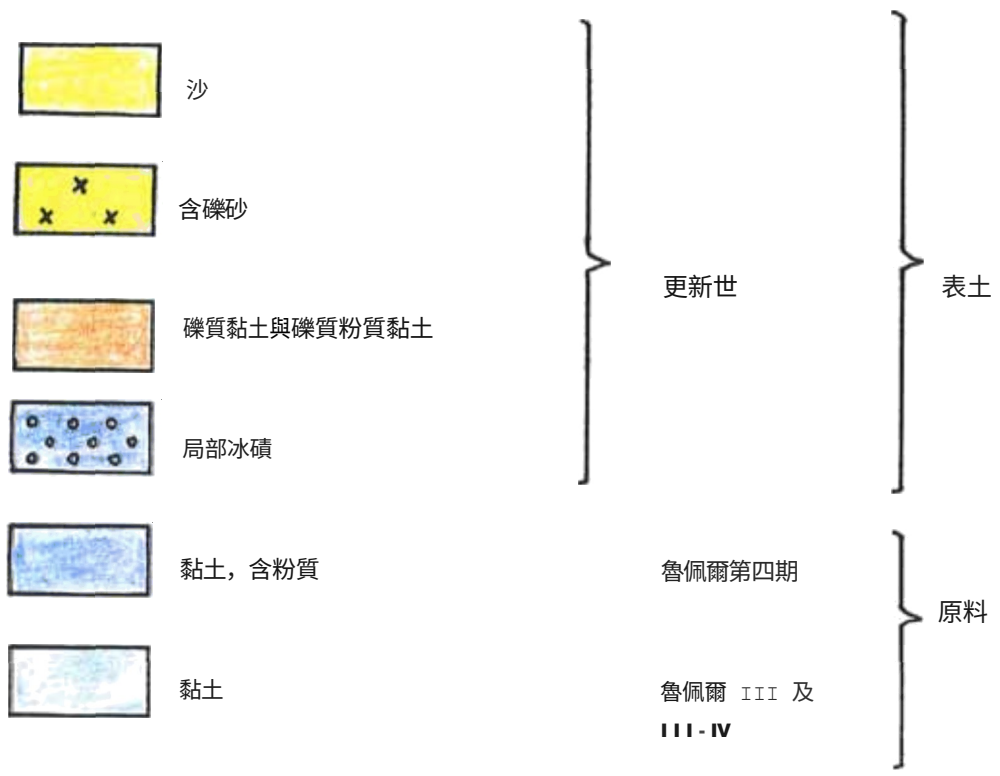 沙
含礫砂
礫質黏土與礫質粉質黏土
更新世
表土
局部冰磧
黏土，含粉質
魯佩爾第四期
原料
黏土
魯佩爾 III 及
III-IV